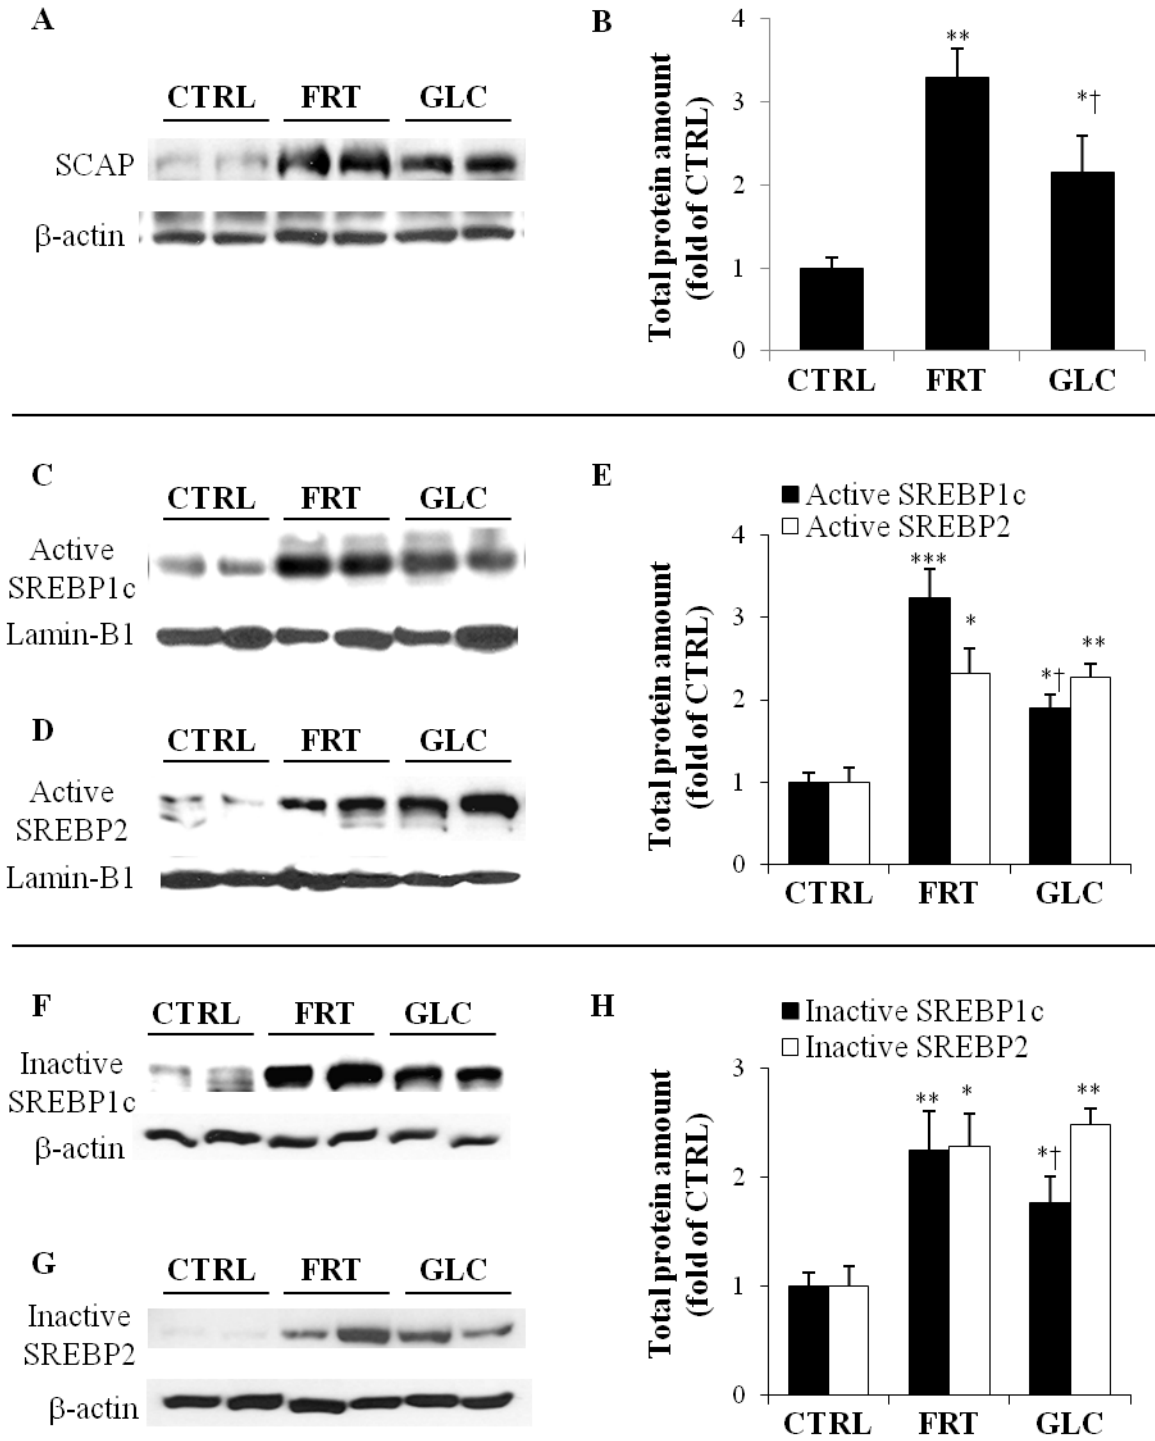 A
CTRL FRT GLC
SCAP
β-actin
B
Total protein amount
(fold of CTRL)
4
3
2
1
0
**
*†
CTRL FRT GLC
C
CTRL FRT GLC
Active
SREBP1c
Lamin-B1
D
CTRL FRT GLC
Active
SREBP2
Lamin-B1
E
Active SREBP1c
Active SREBP2
Total protein amount
(fold of CTRL)
4
3
2
1
0
***
*
*†
**
CTRL FRT GLC
F
CTRL FRT GLC
Inactive
SREBP1c
β-actin
G
CTRL FRT GLC
Inactive
SREBP2
β-actin
H
Inactive SREBP1c
Inactive SREBP2
Total protein amount
(fold of CTRL)
3
2
1
0
**
*
*†
**
CTRL FRT GLC